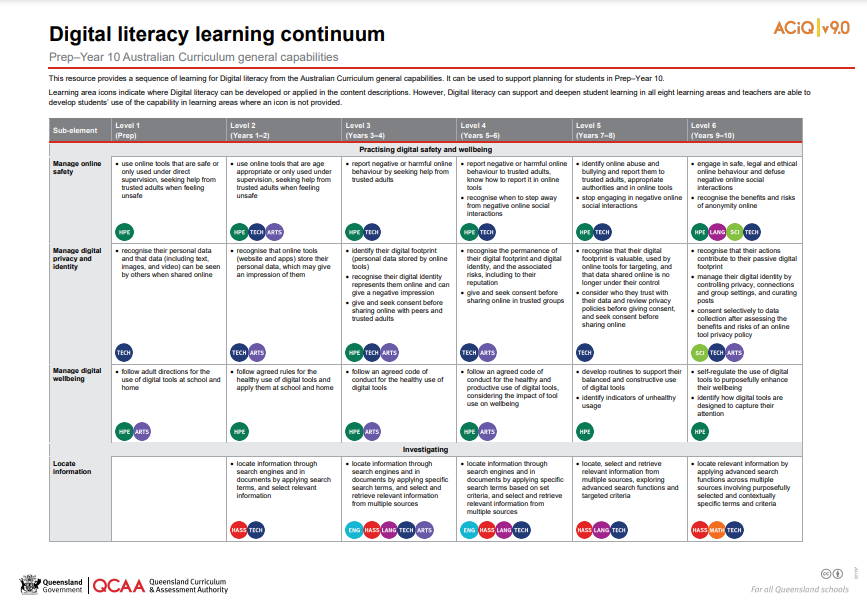 Digital literacy learning continuum
ACiQ v9.0
Prep–Year 10 Australian Curriculum general capabilities
This resource provides a sequence of learning for Digital literacy from the Australian Curriculum general capabilities. It can be used to support planning for students in Prep–Year 10.
Learning area icons indicate where Digital literacy can be developed or applied in the content descriptions. However, Digital literacy can support and deepen student learning in all eight learning areas and teachers are able to
develop students' use of the capability in learning areas where an icon is not provided.
Sub-element
Level 1
(Prep)
Level 2
(Years 1–2)
Level 3
(Years 3–4)
Level 4
(Years 5–6)
Level 5
(Years 7–8)
Level 6
(Years 9–10)
Practising digital safety and wellbeing
Manage online
safety
• use online tools that are safe or
only used under direct
supervision, seeking help from
trusted adults when feeling
unsafe
HPE
• use online tools that are age
appropriate or only used under
supervision, seeking help from
trusted adults when feeling
unsafe
HPE TECH ARTS
• report negative or harmful online
behaviour by seeking help from
trusted adults
HPE TECH
• report negative or harmful online
behaviour to trusted adults,
know how to report it in online
tools
• recognise when to step away
from negative online social
interactions
HPE TECH
• identify online abuse and
bullying and report them to
trusted adults, appropriate
authorities and in online tools
• stop engaging in negative online
social interactions
HPE TECH
• engage in safe, legal and ethical
online behaviour and defuse
negative online social
interactions
• recognise the benefits and risks
of anonymity online
HPE LANG SCI TECH
Manage digital
privacy and
identity
• recognise their personal data
and that data (including text,
images, and video) can be seen
by others when shared online
TECH
• recognise that online tools
(website and apps) store their
personal data, which may give
an impression of them
TECH ARTS
• identify their digital footprint
(personal data stored by online
tools)
• recognise their digital identity
represents them online and can
give a negative impression
• give and seek consent before
sharing online with peers and
trusted adults
HPE TECH ARTS
• recognise the permanence of
their digital footprint and digital
identity, and the associated
risks, including to their
reputation
• give and seek consent before
sharing online in trusted groups
TECH ARTS
• recognise that their digital
footprint is valuable, used by
online tools for targeting, and
that data shared online is no
longer under their control
• consider who they trust with
their data and review privacy
policies before giving consent,
and seek consent before
sharing online
TECH
• recognise that their actions
contribute to their passive digital
footprint
• manage their digital identity by
controlling privacy, connections
and group settings, and curating
posts
• consent selectively to data
collection after assessing the
benefits and risks of an online
tool privacy policy
SCI TECH ARTS
Manage digital
wellbeing
• follow adult directions for the
use of digital tools at school and
home
HPE ARTS
• follow agreed rules for the
healthy use of digital tools and
apply them at school and home
HPE
• follow an agreed code of
conduct for the healthy use of
digital tools
HPE ARTS
• follow an agreed code of
conduct for the healthy and
productive use of digital tools,
considering the impact of tool
use on wellbeing
HPE ARTS
• develop routines to support their
balanced and constructive use
of digital tools
• identify indicators of unhealthy
usage
HPE
• self-regulate the use of digital
tools to purposefully enhance
their wellbeing
• identify how digital tools are
designed to capture their
attention
HPE
Investigating
Locate
information
• locate information through
search engines and in
documents by applying search
terms, and select relevant
information
HASS TECH
• locate information through
search engines and in
documents by applying specific
search terms, and select and
retrieve relevant information
from multiple sources
ENG HASS LANG TECH ARTS
• locate information through
search engines and in
documents by applying specific
search terms based on set
criteria, and select and retrieve
relevant information from
multiple sources
ENG HASS LANG TECH
• locate, select and retrieve
relevant information from
multiple sources, exploring
advanced search functions and
targeted criteria
HASS LANG TECH
• locate relevant information by
applying advanced search
functions across multiple
sources involving purposefully
selected and contextually
specific terms and criteria
HASS MATH TECH
Queensland
Government
QCAA
Queensland Curriculum
& Assessment Authority
For all Queensland schools